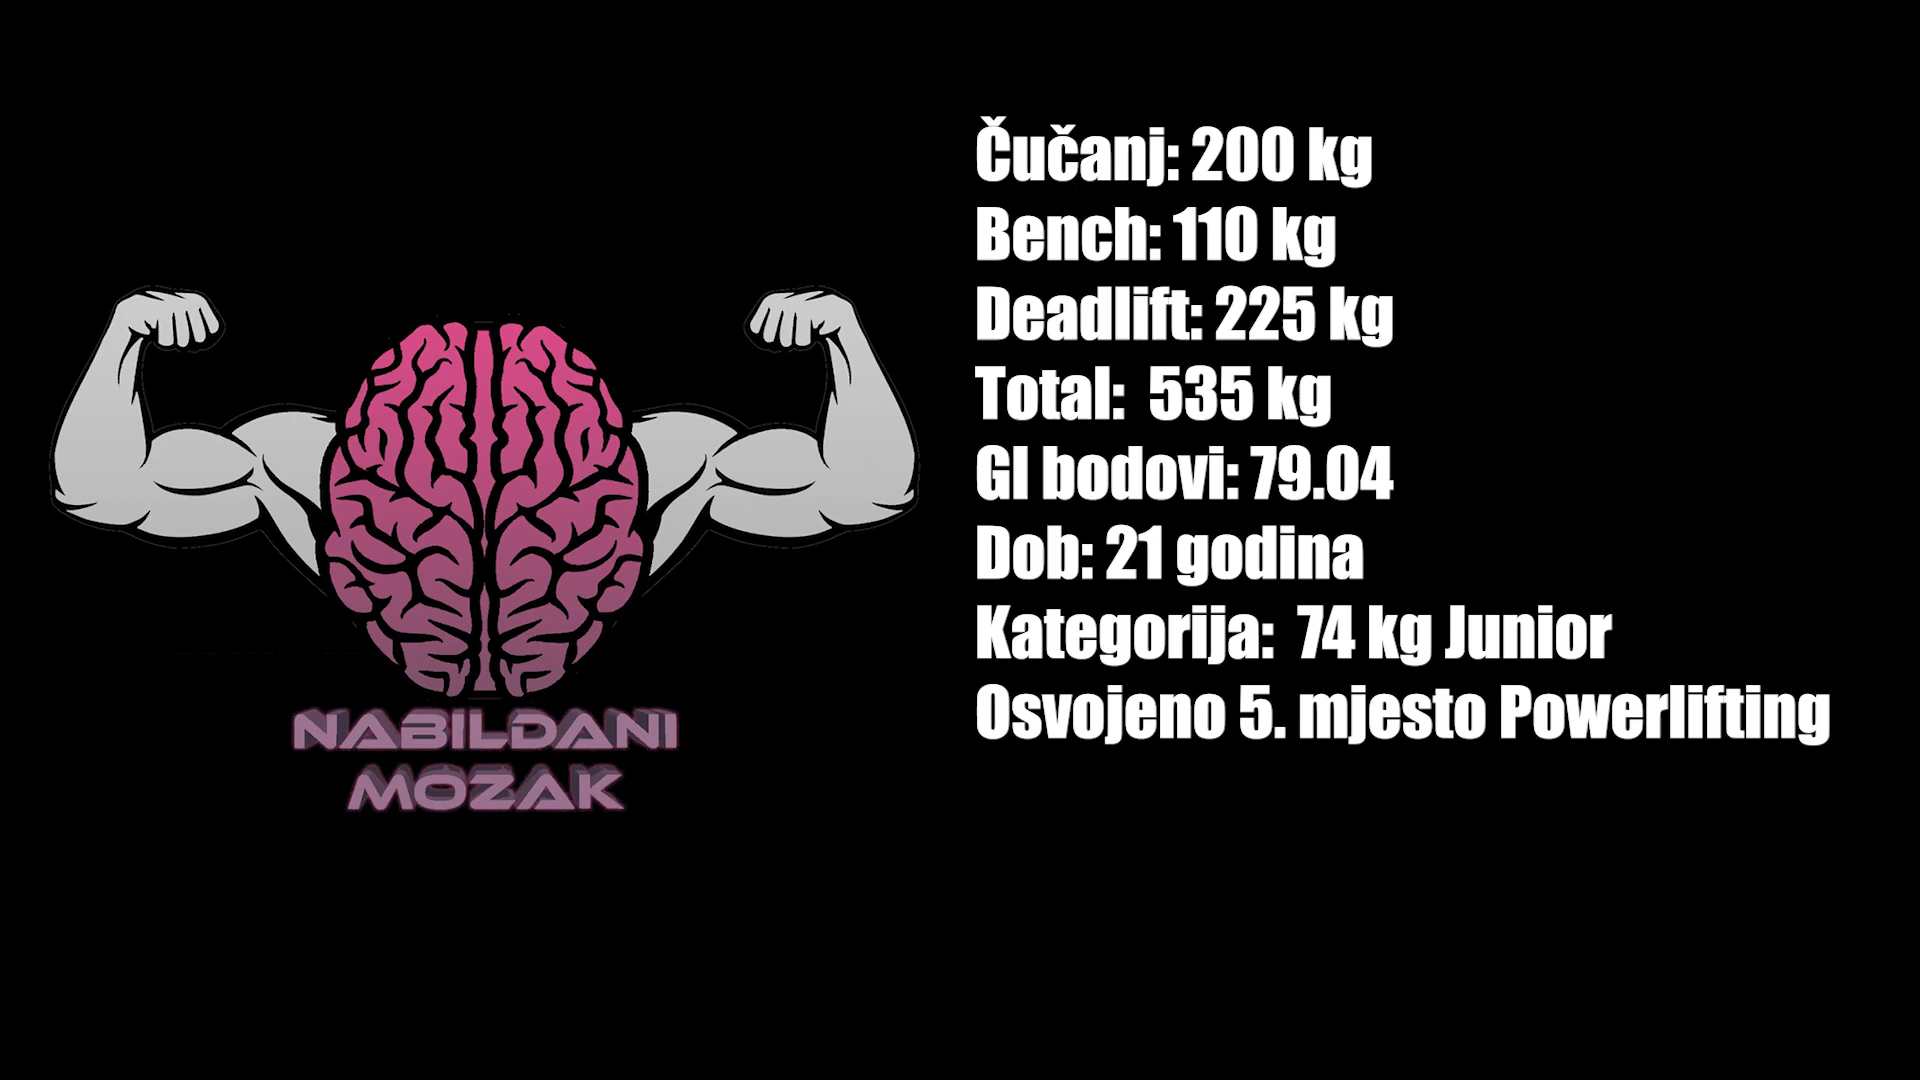 Čučanj: 200 kg
Bench: 110 kg
Deadlift: 225 kg
Total: 535 kg
Gl bodovi: 79.04
Dob: 21 godina
Kategorija: 74 kg Junior
Osvojeno 5. mjesto Powerlifting
NABILDANI
MOZAK